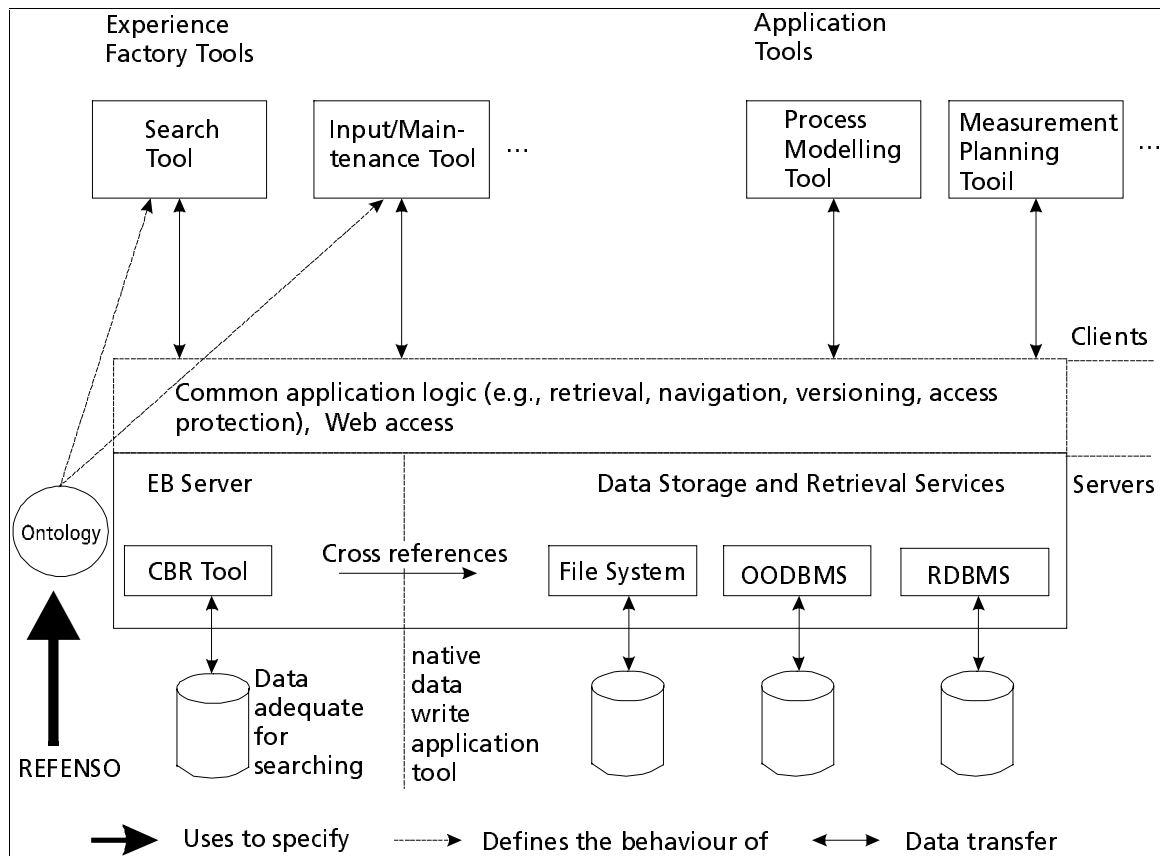 Experience
Factory Tools
Application
Tools
Search
Tool
Input/Main-
tenance Tool
...
Process
Modelling
Tool
Measurement
Planning
Tooil
...
Clients
Common application logic (e.g., retrieval, navigation, versioning, access
protection),  Web access
EB Server
Data Storage and Retrieval Services
Servers
Ontology
Cross references
CBR Tool
File System
OODBMS
RDBMS
native
data
write
application
tool
Data
adequate
for
searching
REFENSO
Uses to specify
Defines the behaviour of
Data transfer